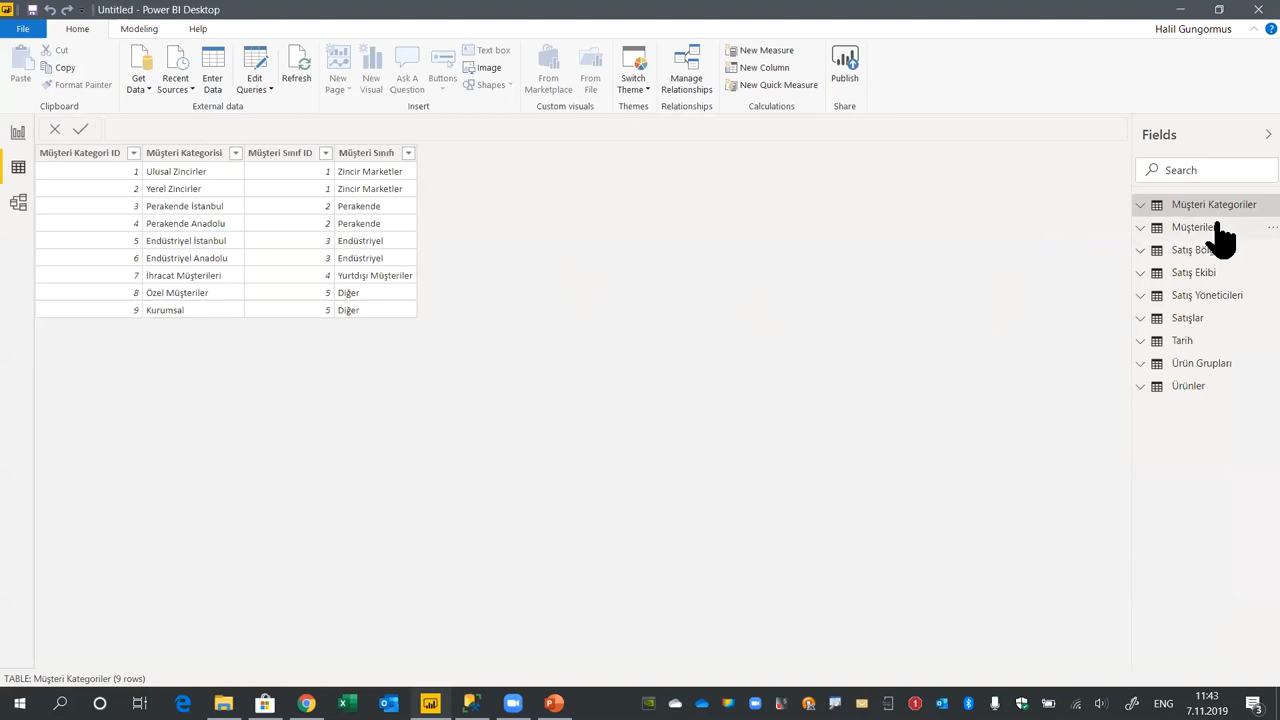 Untitled - Power BI Desktop
File
Home
Modeling
Help
Halil Gungormus
Paste
Cut
Copy
Format Painter
Clipboard
Get Data
Recent Sources
Enter Data
Edit Queries
Refresh
External data
New Page
New Visual
Ask A Question
Buttons
Text box
Image
Shapes
Insert
From Marketplace
From File
Custom visuals
Switch Theme
Themes
Manage Relationships
Relationships
New Measure
New Column
New Quick Measure
Calculations
Publish
Share
Müşteri Kategori ID Müşteri Kategorisi Müşteri Sınıf ID Müşteri Sınıfı
1 Ulusal Zincirler 1 Zincir Marketler
2 Yerel Zincirler 1 Zincir Marketler
3 Perakende İstanbul 2 Perakende
4 Perakende Anadolu 2 Perakende
5 Endüstriyel İstanbul 3 Endüstriyel
6 Endüstriyel Anadolu 3 Endüstriyel
7 İhracat Müşterileri 4 Yurtdışı Müşteriler
8 Özel Müşteriler 5 Diğer
9 Kurumsal 5 Diğer
Fields
Search
Müşteri Kategoriler
Satış
Satış Ekibi
Satış Yöneticileri
Satışlar
Tarih
Ürün Grupları
Ürünler
TABLE: Müşteri Kategoriler (9 rows)
ENG
11:43
7.11.2019